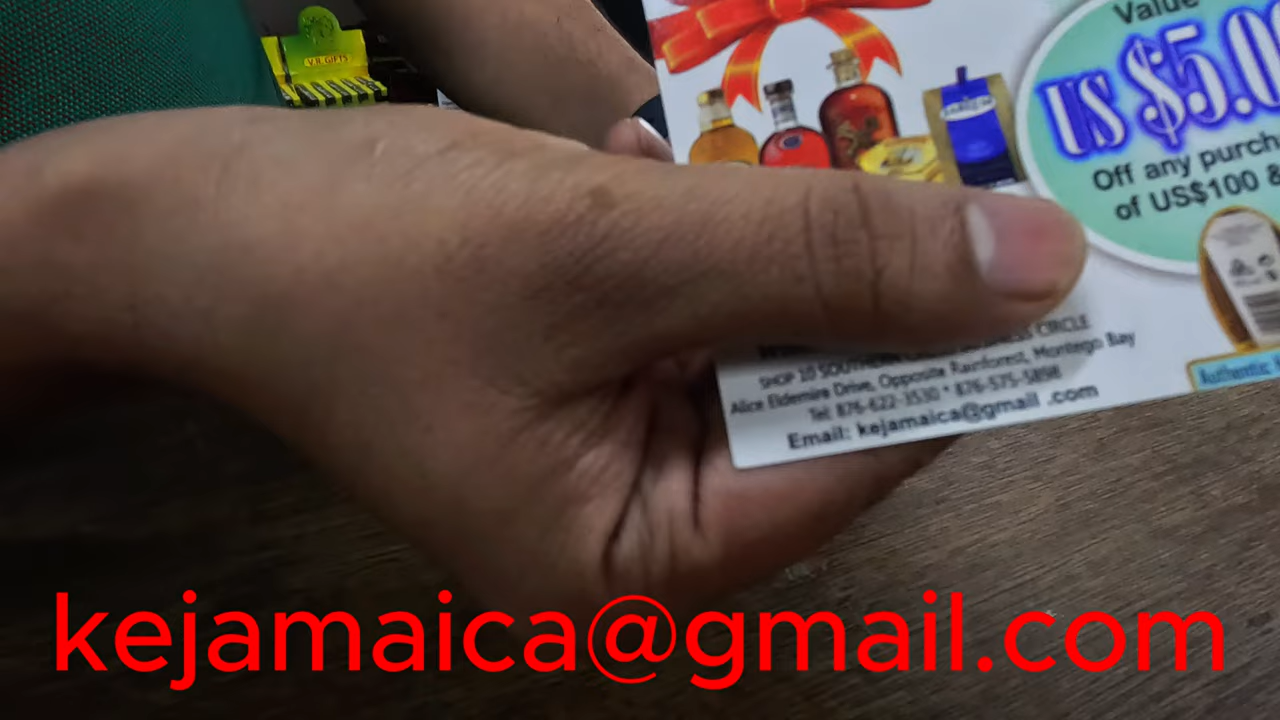 V.R. GIFTS
Value
US $5.0
Off any purch
of US$100 &
CIRCLE
SHOP 10
Alice Eldemire Drive, Opposite Rainforest, Montego Bay
Tel: 876-622-3530 * 876-575-5898
Email: kejamaica@gmail .com
Authentic
kejamaica@gmail.com